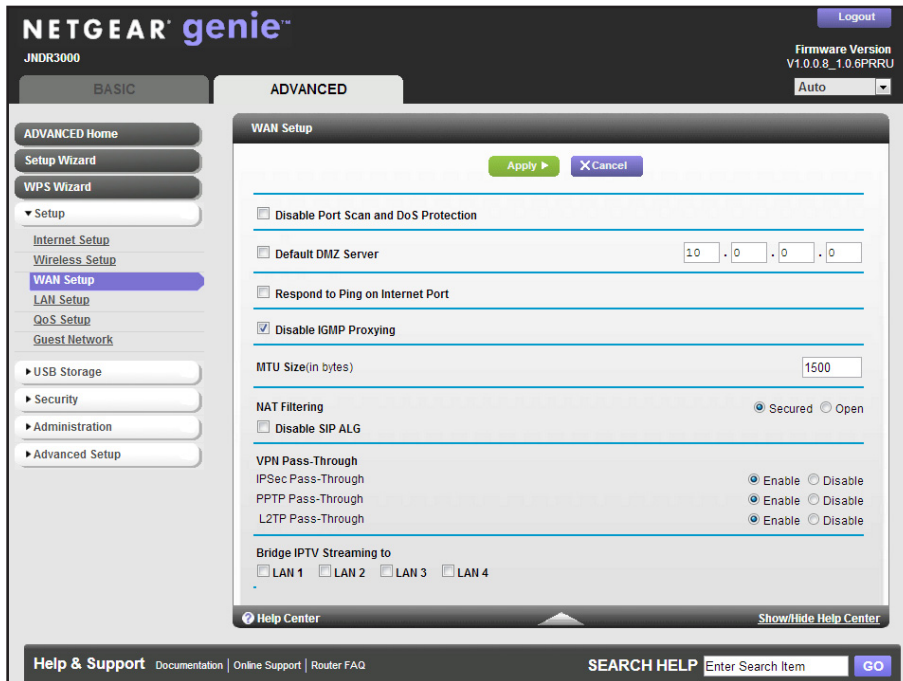 NETGEAR® genie™
Logout
JNDR3000
Firmware Version
V1.0.0.8_1.0.6PRRU
BASIC
ADVANCED
Auto
ADVANCED Home
Setup Wizard
WPS Wizard
Setup
Internet Setup
Wireless Setup
WAN Setup
LAN Setup
QoS Setup
Guest Network
USB Storage
Security
Administration
Advanced Setup
WAN Setup
Apply
X Cancel
Disable Port Scan and DoS Protection
Default DMZ Server 10 . 0 . 0 . 0
Respond to Ping on Internet Port
Disable IGMP Proxying
MTU Size(in bytes) 1500
NAT Filtering Secured Open
Disable SIP ALG
VPN Pass-Through
IPSec Pass-Through Enable Disable
PPTP Pass-Through Enable Disable
L2TP Pass-Through Enable Disable
Bridge IPTV Streaming to
LAN 1 LAN 2 LAN 3 LAN 4
? Help Center Show/Hide Help Center
Help & Support Documentation | Online Support | Router FAQ SEARCH HELP Enter Search Item GO